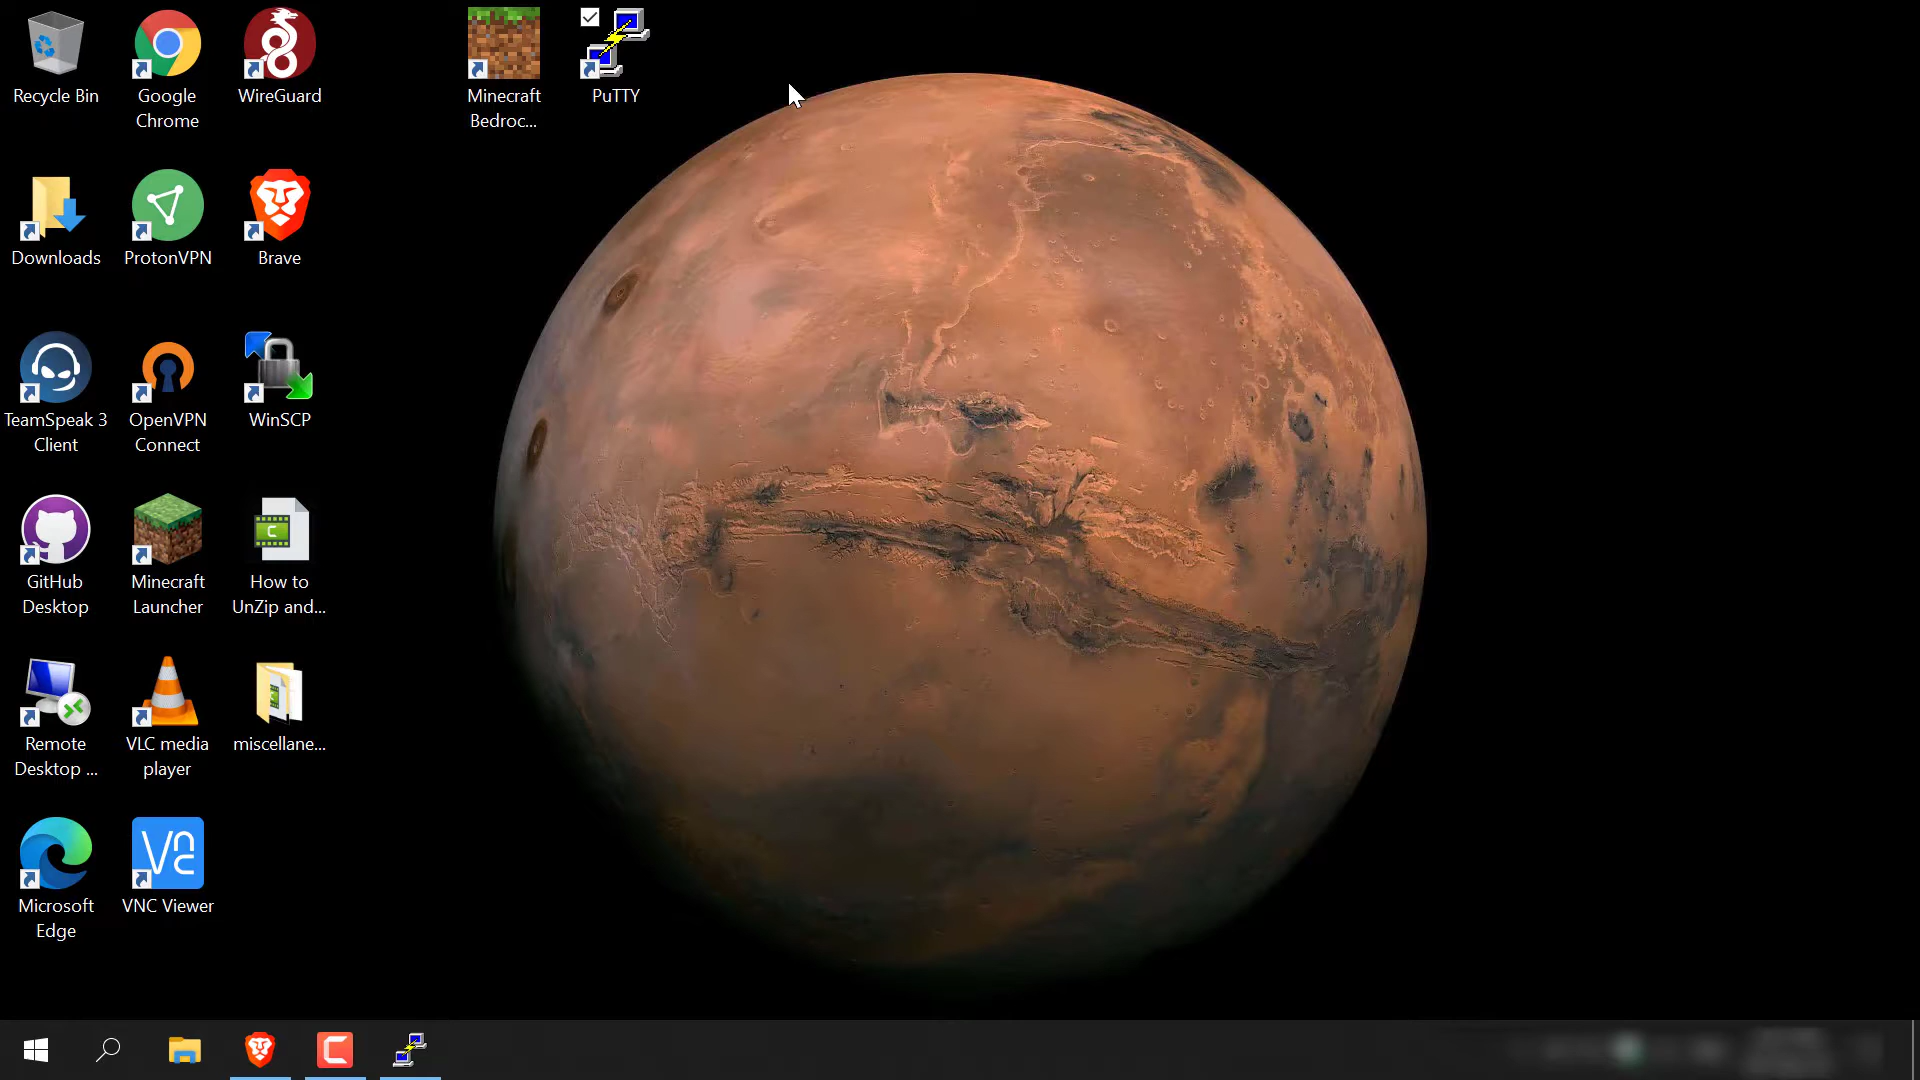 Recycle Bin
Google
Chrome
WireGuard
Minecraft
Bedroc...
PuTTY
Downloads
ProtonVPN
Brave
TeamSpeak 3
Client
OpenVPN
Connect
WinSCP
GitHub
Desktop
Minecraft
Launcher
C
How to
UnZip and...
Remote
Desktop ...
VLC media
player
miscellane...
Microsoft
Edge
VNC
VNC Viewer